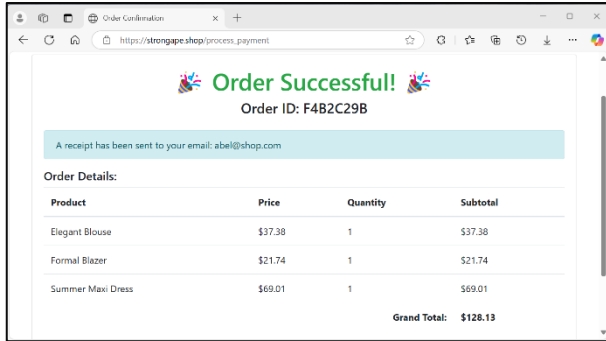 Order Confirmation
https://strongape.shop/process_payment
Order Successful!
Order ID: F4B2C29B
A receipt has been sent to your email: abel@shop.com
Order Details:
Product Price Quantity Subtotal
Elegant Blouse $37.38 1 $37.38
Formal Blazer $21.74 1 $21.74
Summer Maxi Dress $69.01 1 $69.01
Grand Total: $128.13